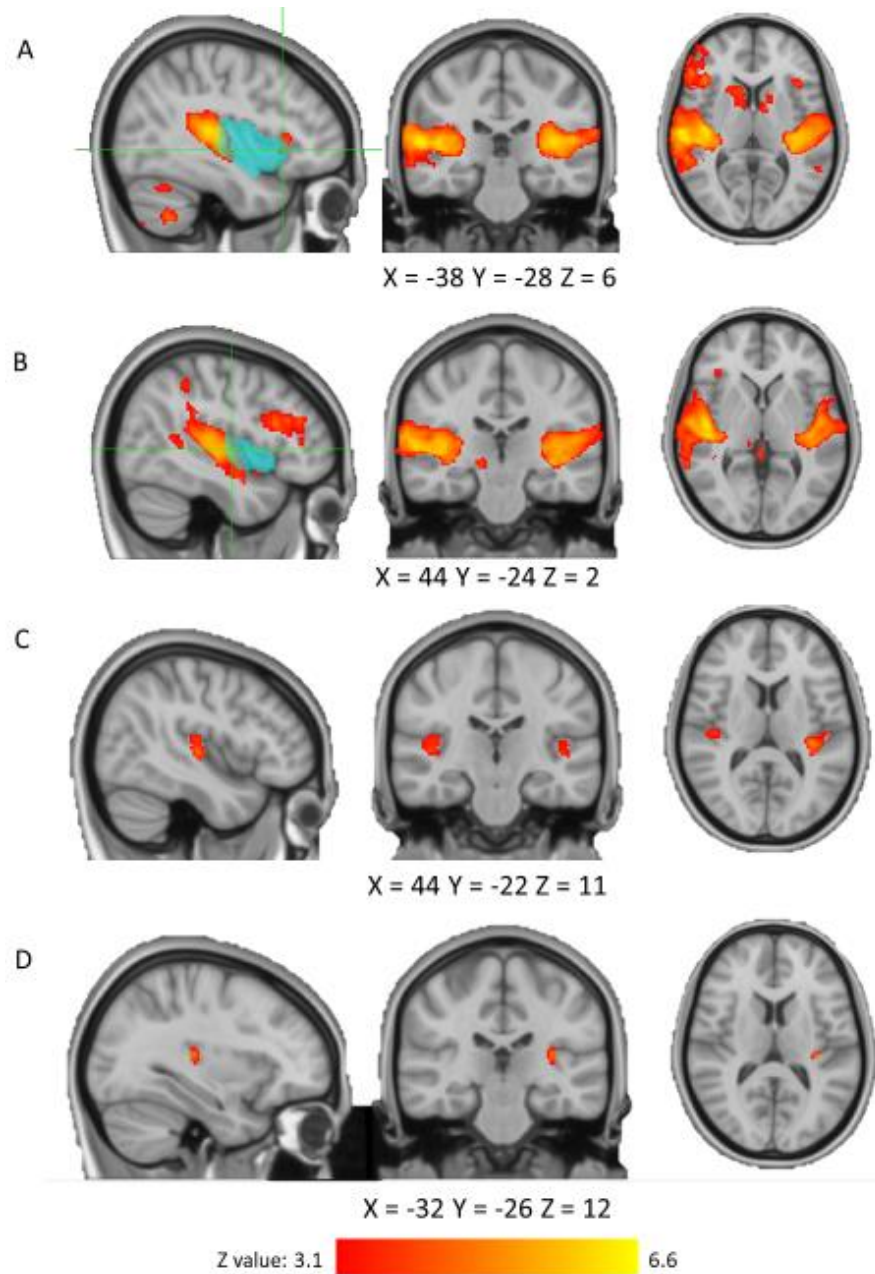 A
X = -38 Y = -28 Z = 6
B
X = 44 Y = -24 Z = 2
C
X = 44 Y = -22 Z = 11
D
X = -32 Y = -26 Z = 12
Z value: 3.1 6.6